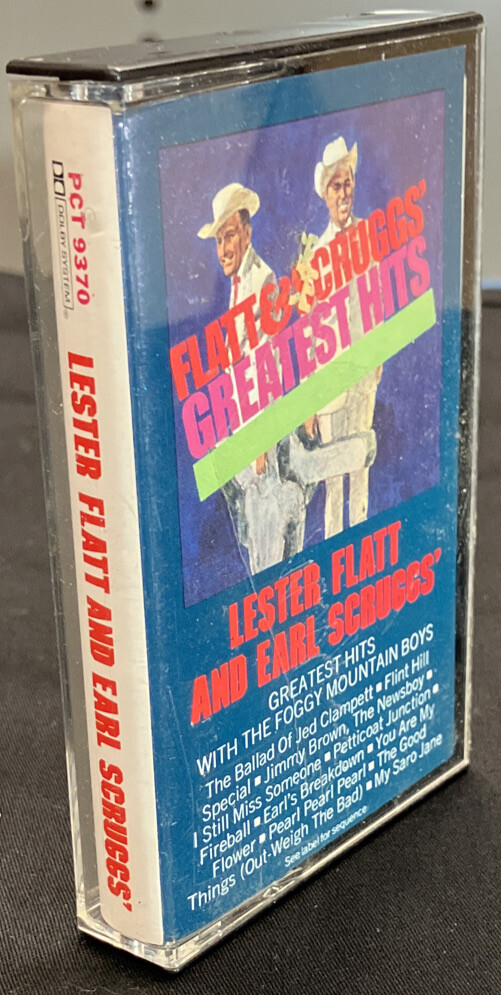 PCT 9370
DOLBY SYSTEM®
LESTER FLATT AND EARL SCRUGGS'
FLATT & SCRUGGS'
GREATEST HITS
LESTER FLATT
AND EARL SCRUGGS'
GREATEST HITS
WITH THE FOGGY MOUNTAIN BOYS
The Ballad Of Jed Clampett ▪ Flint Hill
Special ▪ Jimmy Brown, The Newsboy ▪
I Still Miss Someone ▪ Petticoat Junction ▪
Fireball ▪ Earl's Breakdown ▪ You Are My
Flower ▪ Pearl Pearl Pearl ▪ The Good
Things (Out-Weigh The Bad) ▪ My Saro Jane
See label for sequence